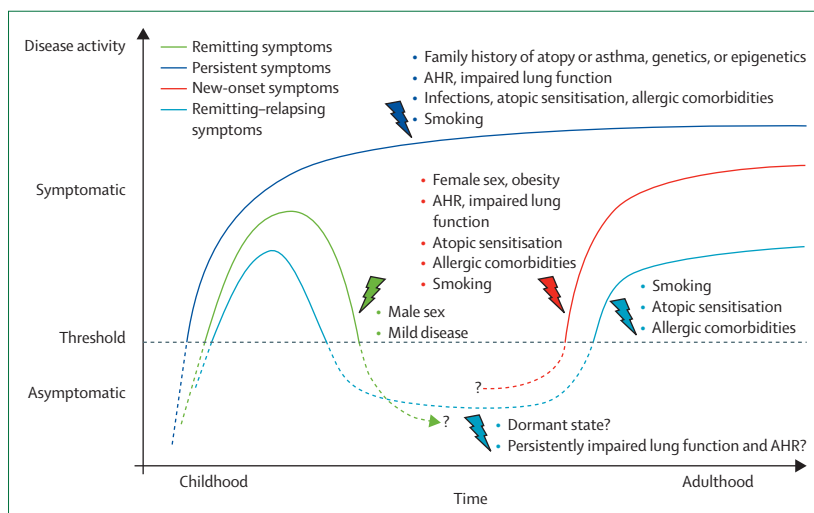 Disease activity
Remitting symptoms
Persistent symptoms
New-onset symptoms
Remitting–relapsing
symptoms
• Family history of atopy or asthma, genetics, or epigenetics
• AHR, impaired lung function
• Infections, atopic sensitisation, allergic comorbidities
• Smoking
Symptomatic
• Female sex, obesity
• AHR, impaired lung
function
• Atopic sensitisation
• Allergic comorbidities
• Smoking
• Smoking
• Atopic sensitisation
• Allergic comorbidities
• Male sex
• Mild disease
Threshold
Asymptomatic
?
?
• Dormant state?
• Persistently impaired lung function and AHR?
Childhood
Adulthood
Time